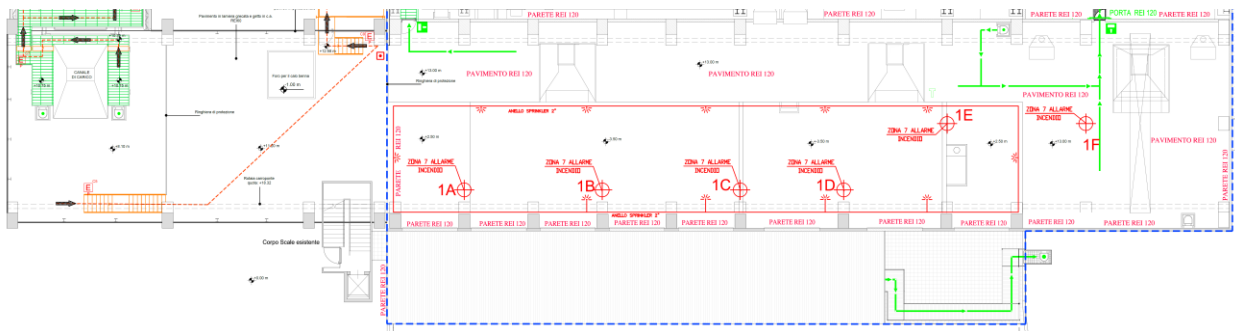 PARETE REI 120
PARETE REI 120
PARETE REI 120
PORTA REI 120
Pavimento in lamiera grecata e getto in c.a.
CANALE
DI CARICO
Foro per il calo benna
Ringhiera di protezione
Ringhiera di protezione
PAVIMENTO REI 120
PAVIMENTO REI 120
PAVIMENTO REI 120
PAVIMENTO REI 120
ANELLO SPRINKLER 2"
PARETE REI 120
ZONA 7 ALLARME
INCENDIO
1E
ZONA 7 ALLARME
INCENDIO
1F
ZONA 7 ALLARME
INCENDIO
1A
ZONA 7 ALLARME
INCENDIO
1B
ZONA 7 ALLARME
INCENDIO
1C
ZONA 7 ALLARME
INCENDIO
1D
PARETE REI 120
ANELLO SPRINKLER 2"
PARETE REI 120
PARETE REI 120
PARETE REI 120
PARETE REI 120
PARETE REI 120
PARETE REI 120
PARETE REI 120
PARETE REI 120
PARETE REI 120
Corpo Scale esistente
PARETE REI 120